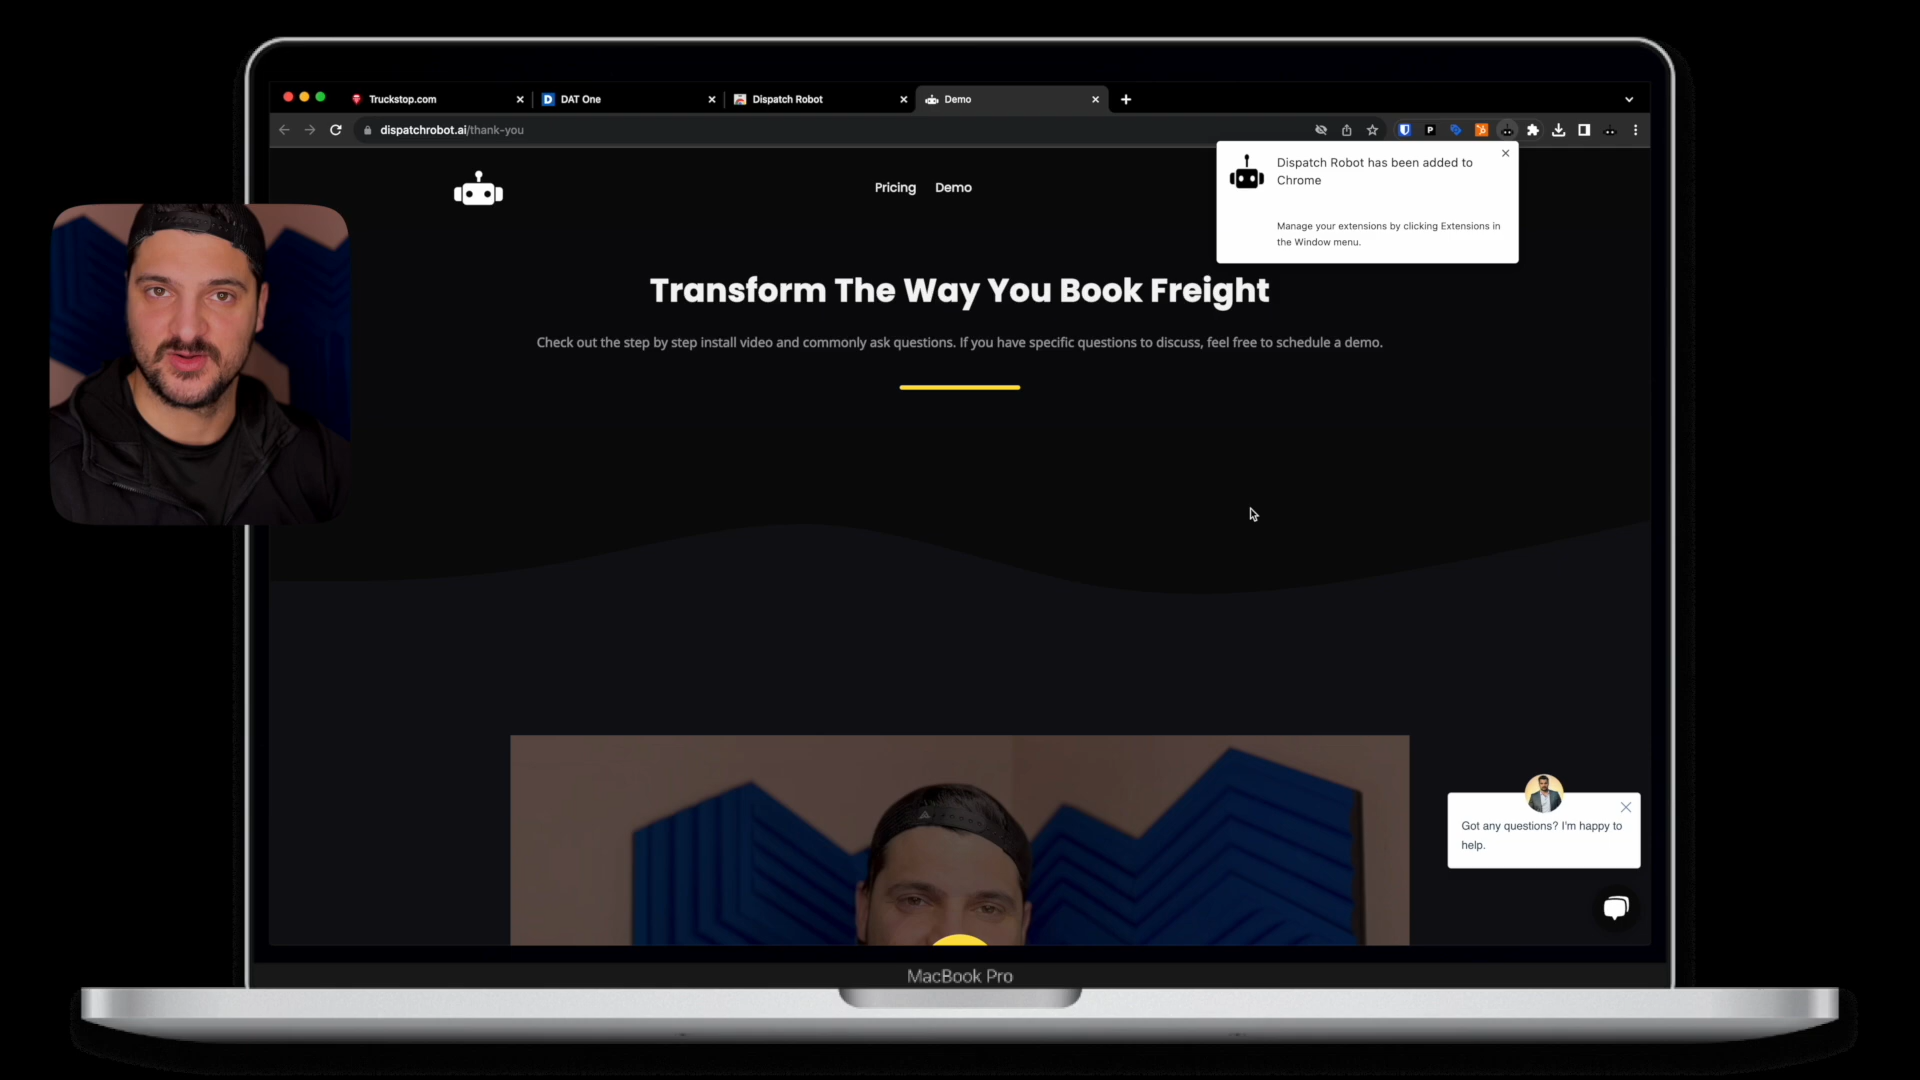 Truckstop.com
DAT One
Dispatch Robot
Demo
dispatchrobot.ai/thank-you
Dispatch Robot has been added to
Chrome
Manage your extensions by clicking Extensions in
the Window menu.
Pricing Demo
Transform The Way You Book Freight
Check out the step by step install video and commonly ask questions. If you have specific questions to discuss, feel free to schedule a demo.
Got any questions? I'm happy to
help.
MacBook Pro